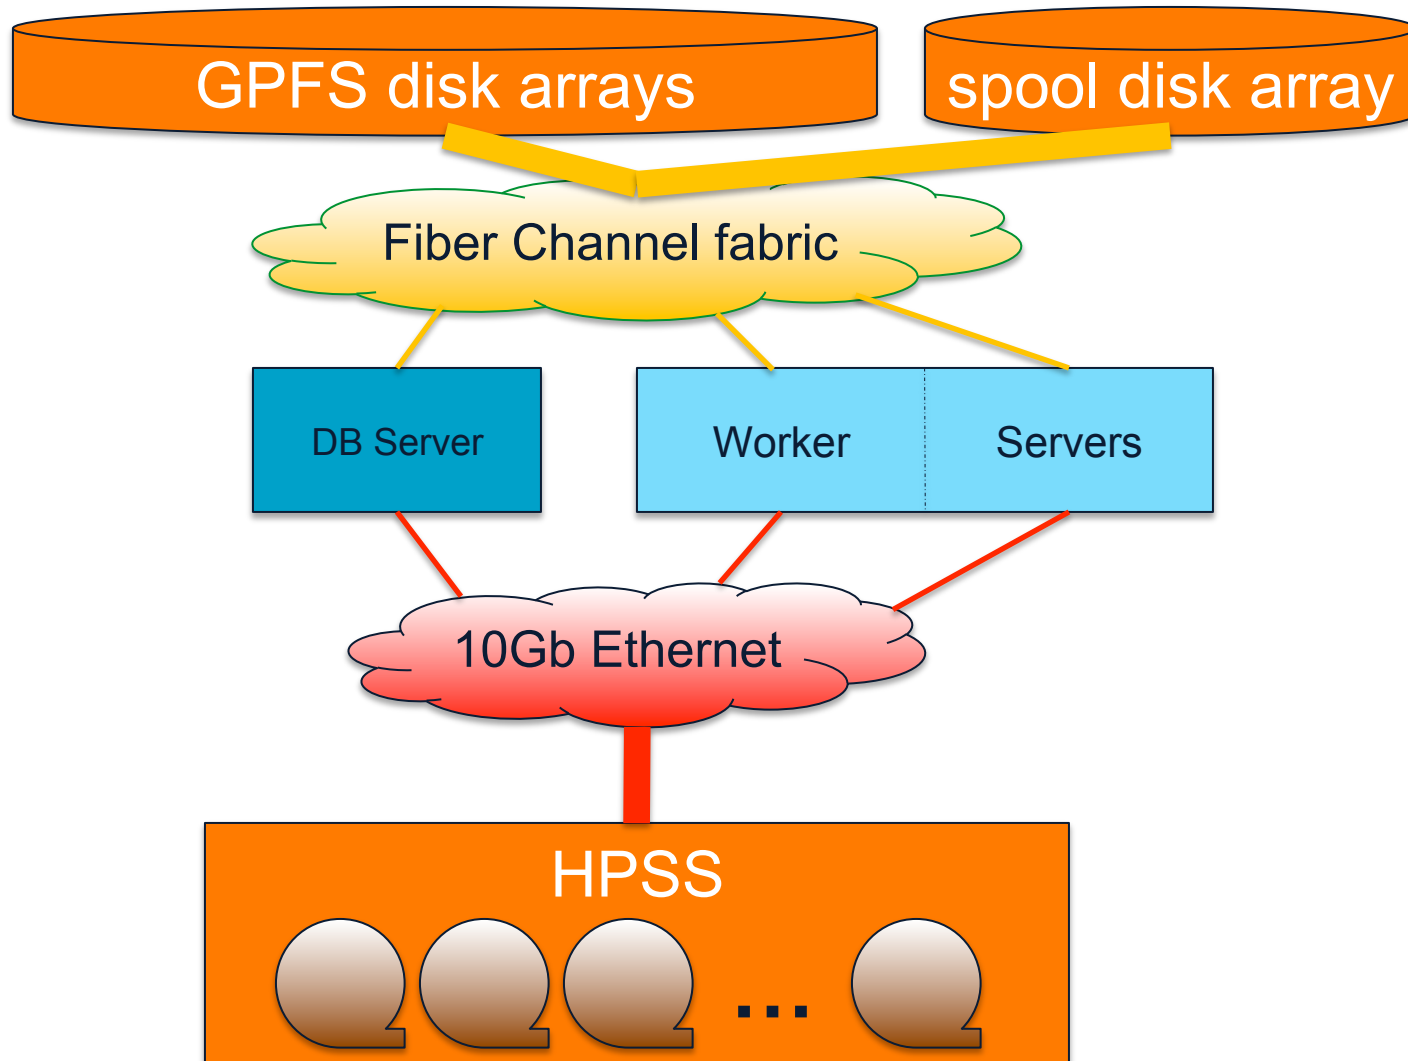 GPFS disk arrays
spool disk array
Fiber Channel fabric
DB Server
Worker
Servers
10Gb Ethernet
HPSS
...